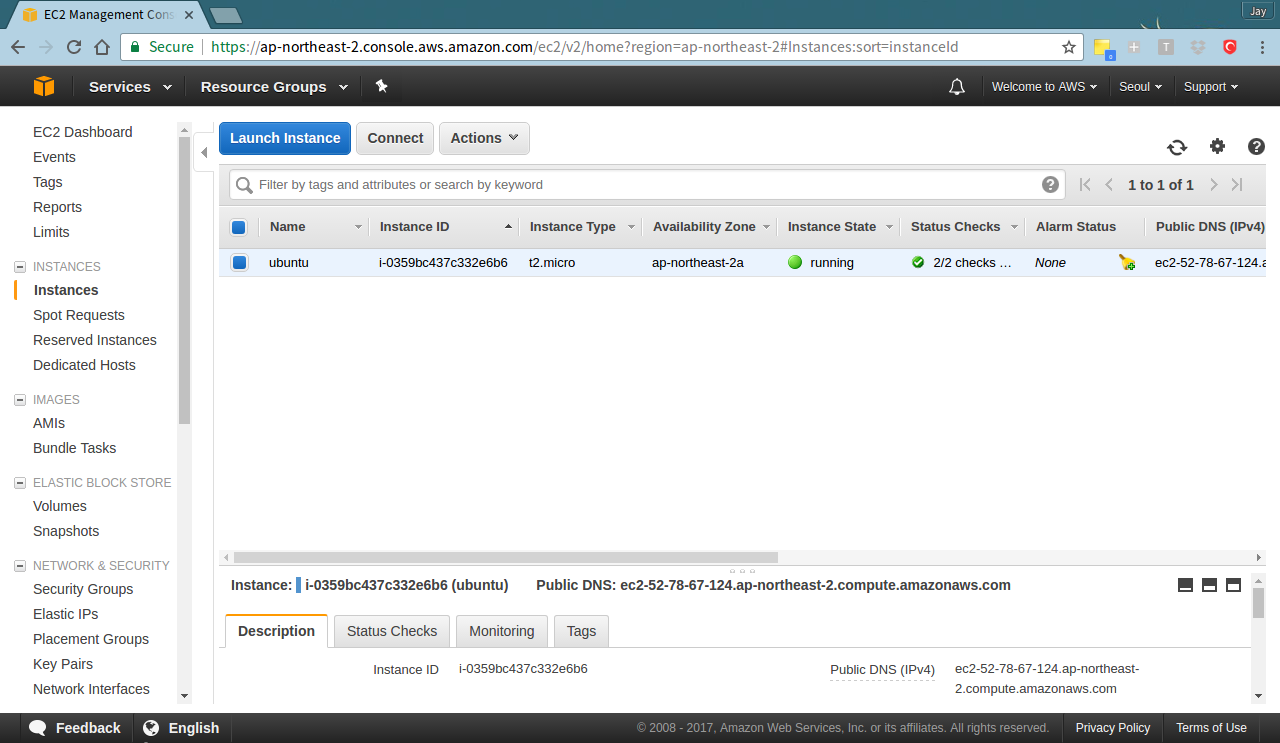 EC2 Management Cons
Jay
Secure https://ap-northeast-2.console.aws.amazon.com/ec2/v2/home?region=ap-northeast-2#Instances:sort=instanceId
T
Services Resource Groups Welcome to AWS Seoul Support
EC2 Dashboard
Events
Tags
Reports
Limits
INSTANCES
Instances
Spot Requests
Reserved Instances
Dedicated Hosts
IMAGES
AMIs
Bundle Tasks
ELASTIC BLOCK STORE
Volumes
Snapshots
NETWORK & SECURITY
Security Groups
Elastic IPs
Placement Groups
Key Pairs
Network Interfaces
Launch Instance Connect Actions
Filter by tags and attributes or search by keyword 1 to 1 of 1
Name Instance ID Instance Type Availability Zone Instance State Status Checks Alarm Status Public DNS (IPv4)
ubuntu i-0359bc437c332e6b6 t2.micro ap-northeast-2a running 2/2 checks … None ec2-52-78-67-124.a
Instance: i-0359bc437c332e6b6 (ubuntu) Public DNS: ec2-52-78-67-124.ap-northeast-2.compute.amazonaws.com
Description Status Checks Monitoring Tags
Instance ID i-0359bc437c332e6b6 Public DNS (IPv4) ec2-52-78-67-124.ap-northeast-
2.compute.amazonaws.com
Feedback English © 2008 - 2017, Amazon Web Services, Inc. or its affiliates. All rights reserved. Privacy Policy Terms of Use